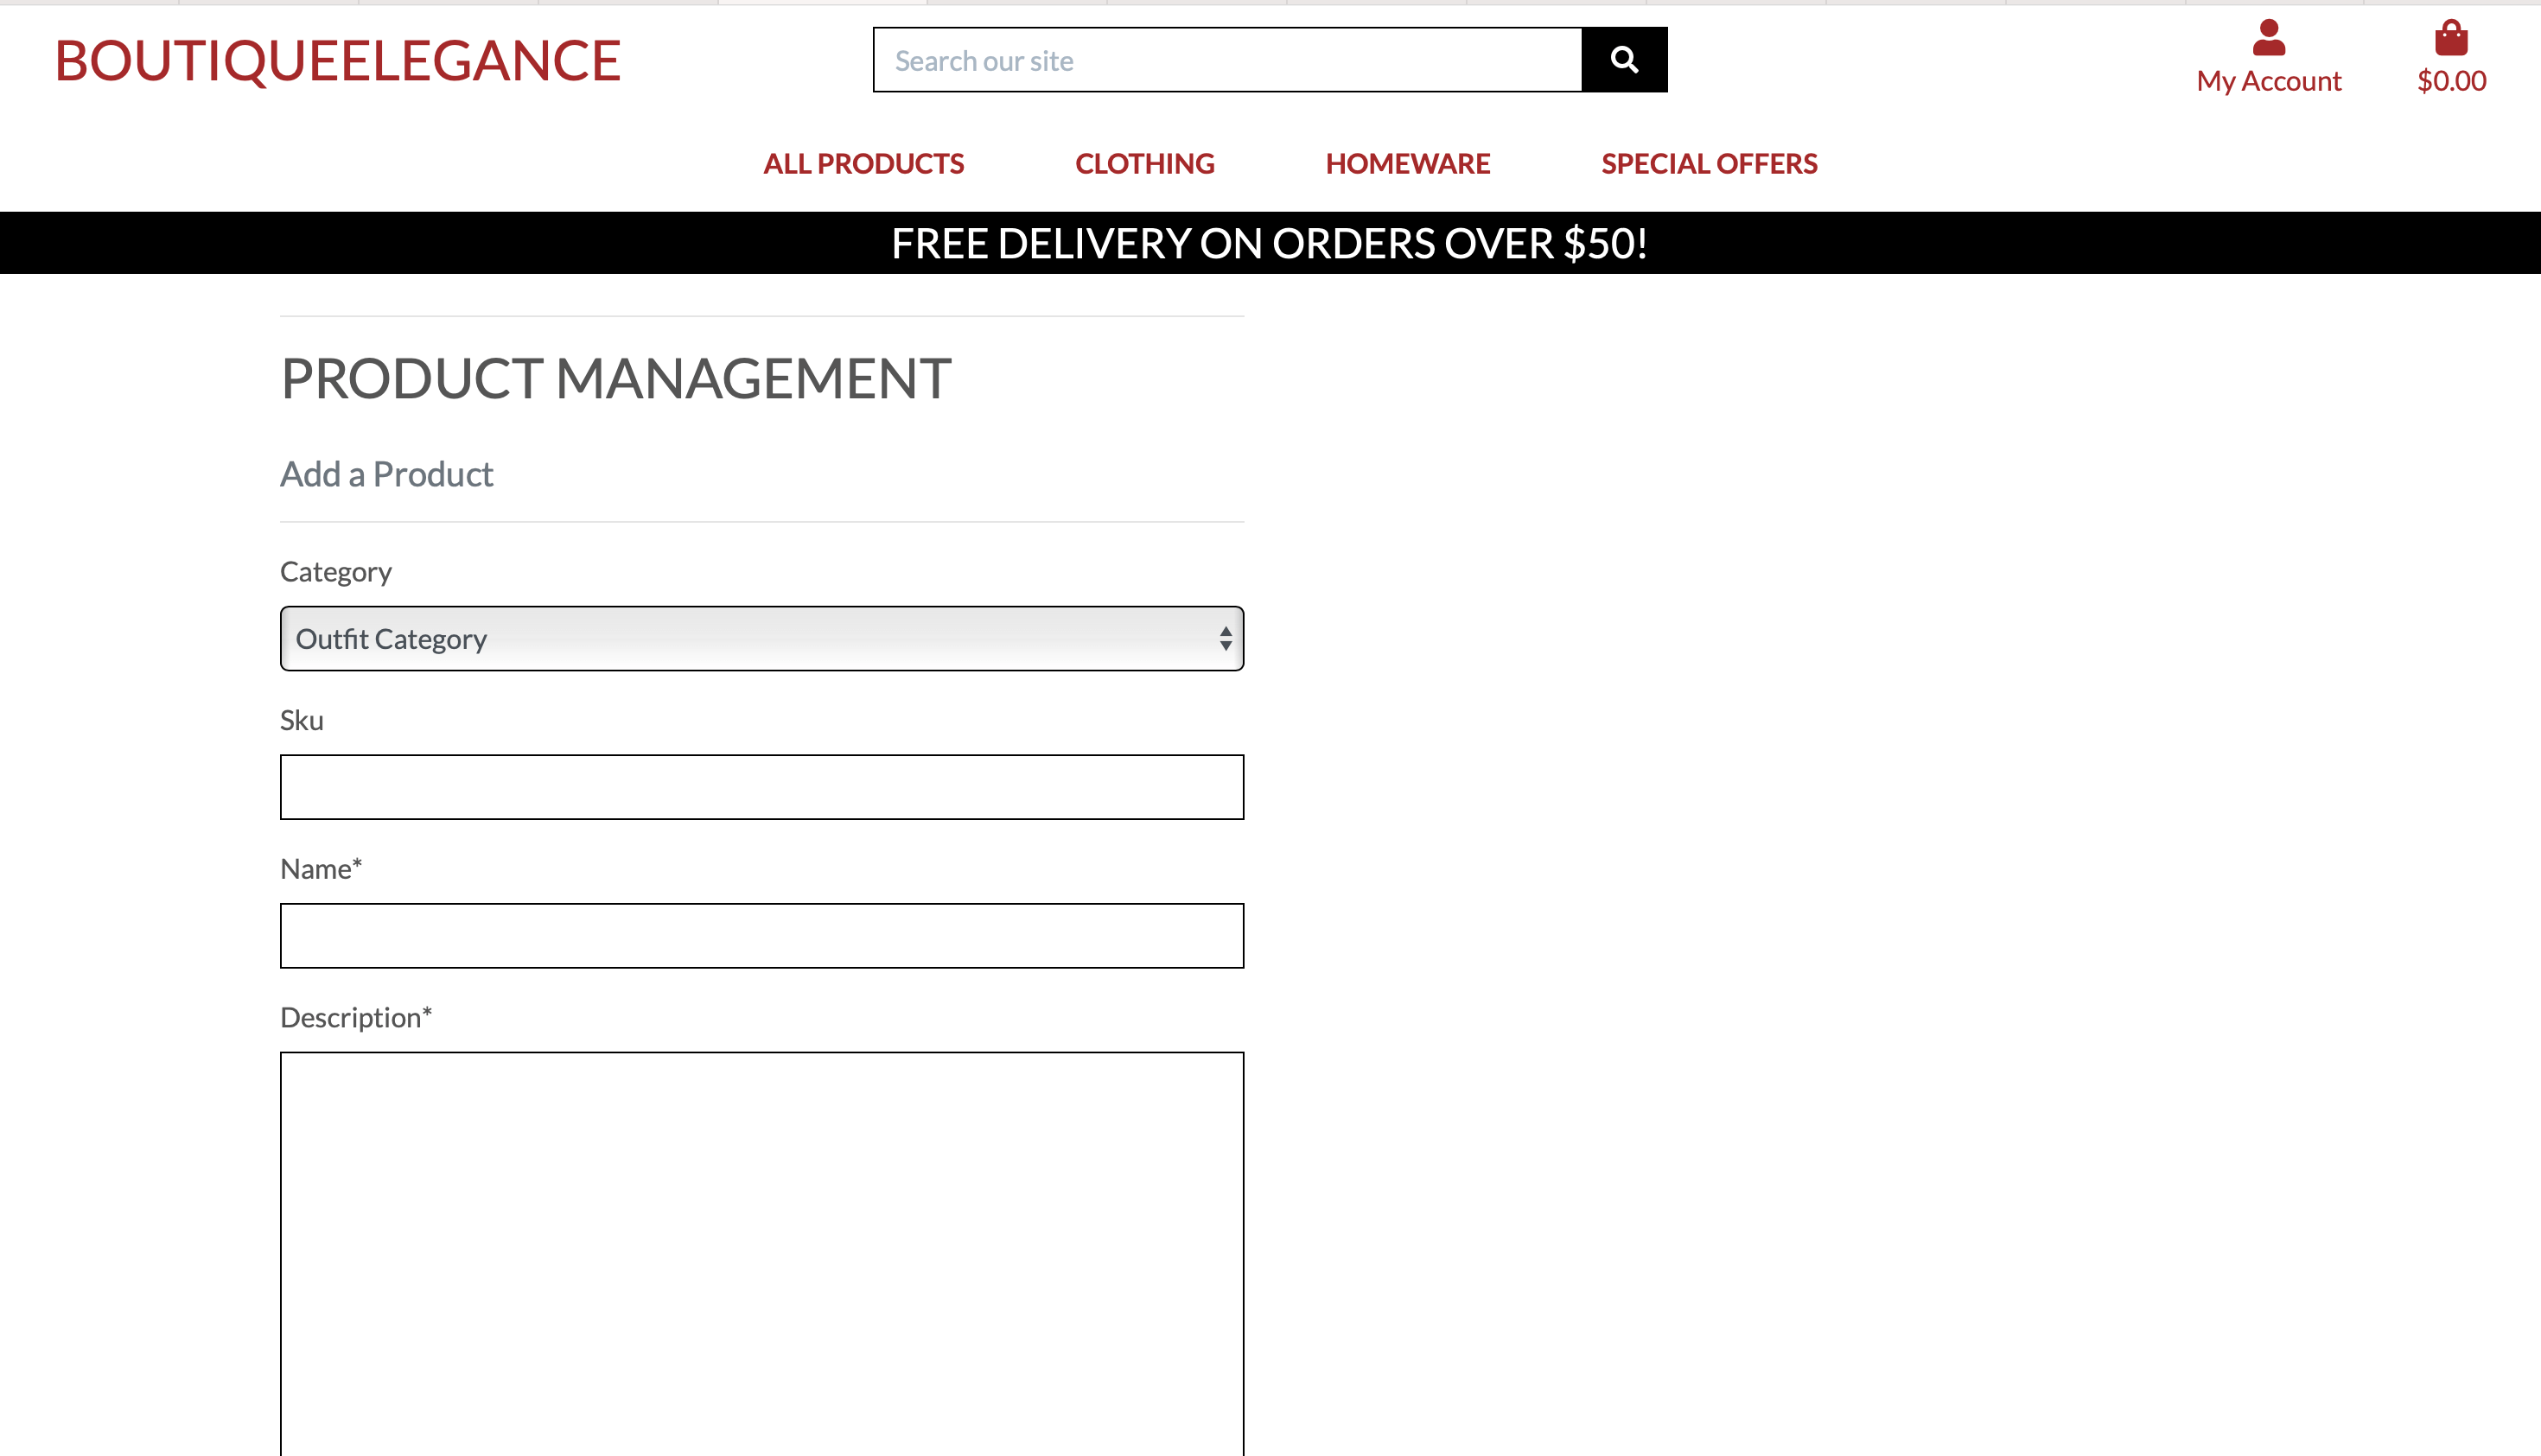 BOUTIQUEELEGANCE
Search our site
My Account
$0.00
ALL PRODUCTS
CLOTHING
HOMEWARE
SPECIAL OFFERS
FREE DELIVERY ON ORDERS OVER $50!
PRODUCT MANAGEMENT
Add a Product
Category
Outfit Category
Sku
Name*
Description*